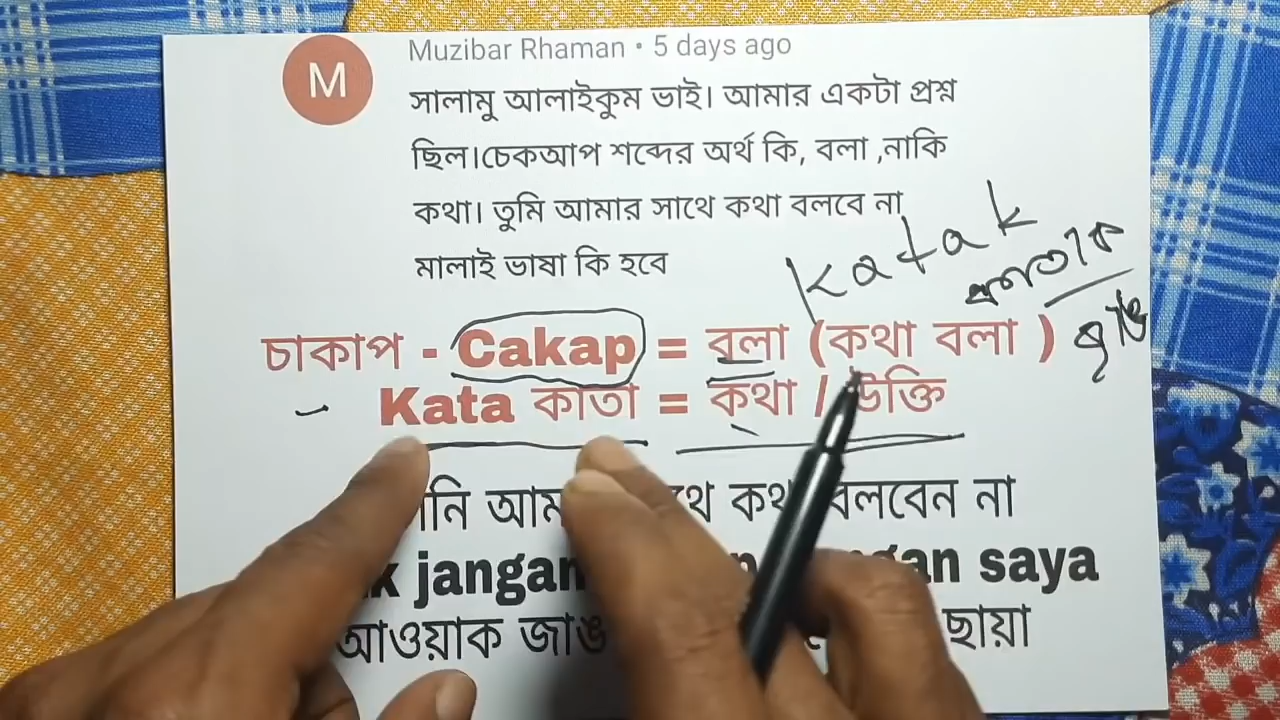 M
Muzibar Rhaman • 5 days ago
সালামু আলাইকুম ভাই। আমার একটা প্রশ্ন
ছিল।চেকআপ শব্দের অর্থ কি, বলা ,নাকি
কথা। তুমি আমার সাথে কথা বলবে না
মালাই ভাষা কি হবে
katak
চাকাপ - Cakap = বলা (কথা বলা )
Kata কাতা = কথা / উক্তি
কথা বলবেন না
jangan saya
আওয়াক ছায়া